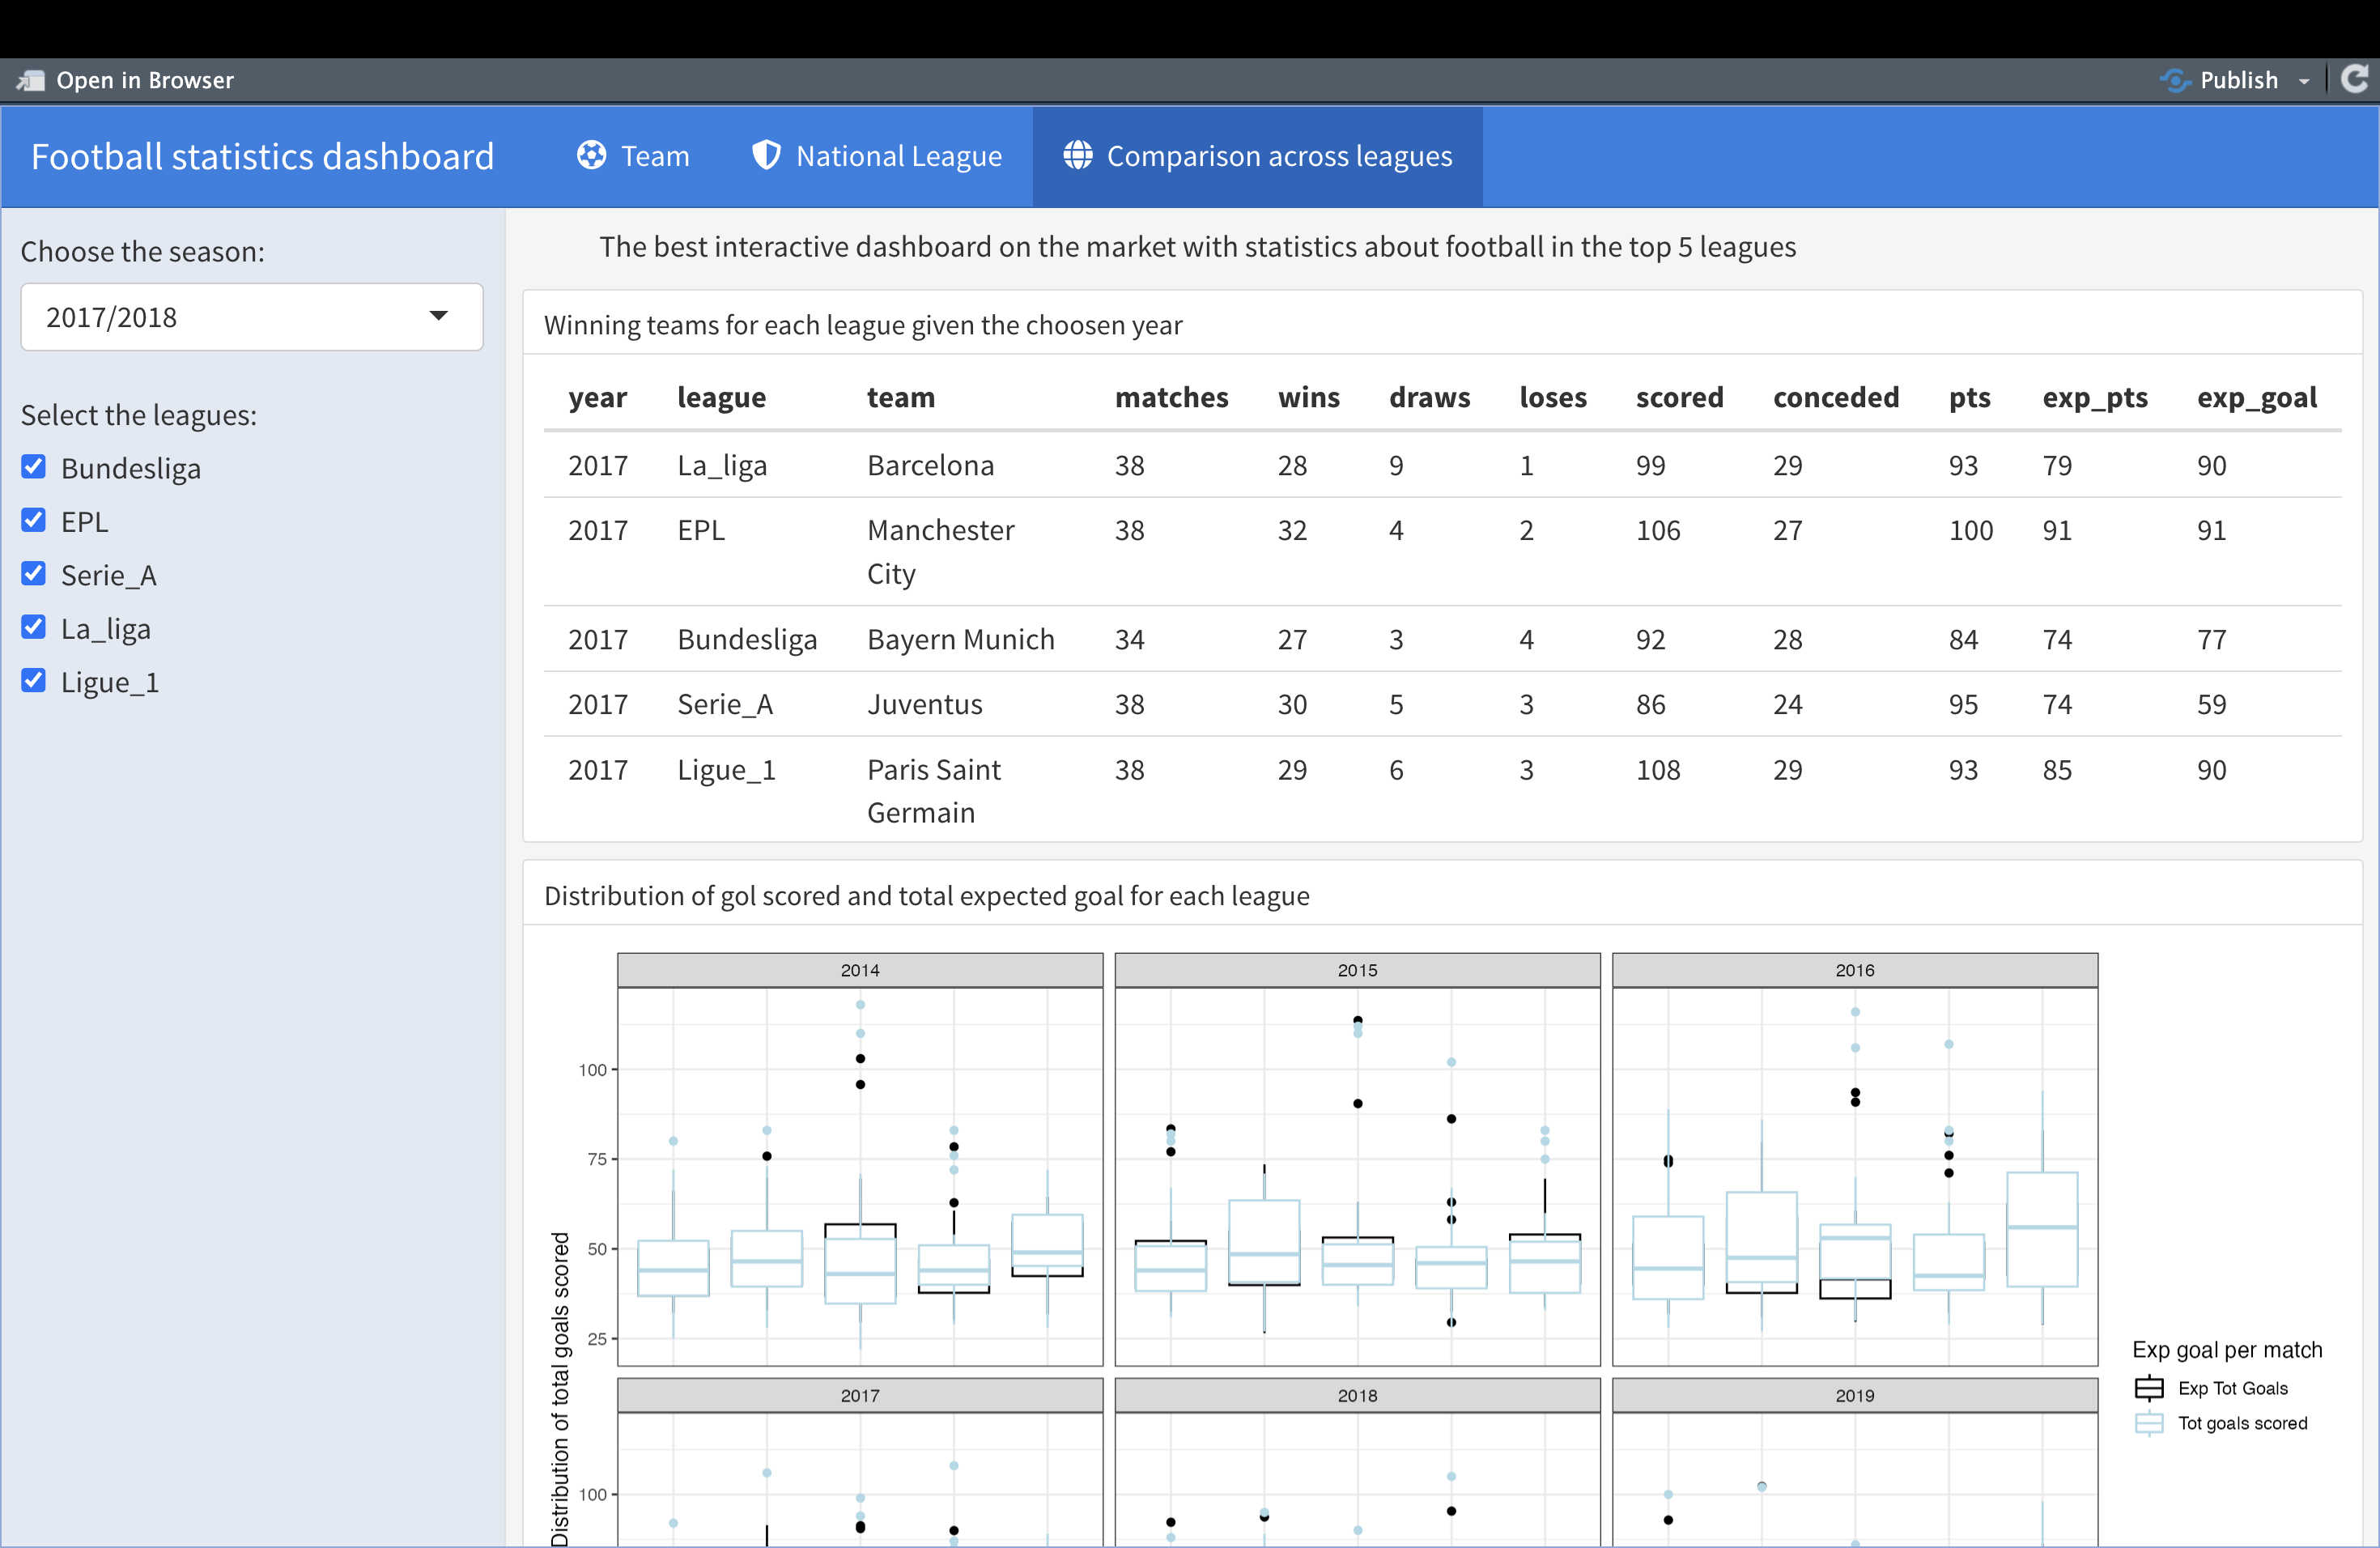 Open in Browser
Publish
Football statistics dashboard
Team
National League
Comparison across leagues
Choose the season:
2017/2018
Select the leagues:
Bundesliga
EPL
Serie_A
La_liga
Ligue_1
The best interactive dashboard on the market with statistics about football in the top 5 leagues
Winning teams for each league given the choosen year
year league team matches wins draws loses scored conceded pts exp_pts exp_goal
2017 La_liga Barcelona 38 28 9 1 99 29 93 79 90
2017 EPL Manchester City 38 32 4 2 106 27 100 91 91
2017 Bundesliga Bayern Munich 34 27 3 4 92 28 84 74 77
2017 Serie_A Juventus 38 30 5 3 86 24 95 74 59
2017 Ligue_1 Paris Saint Germain 38 29 6 3 108 29 93 85 90
Distribution of gol scored and total expected goal for each league
2014 2015 2016
100
75
50
25
Distribution of total goals scored
2017 2018 2019
100
Exp goal per match
Exp Tot Goals
Tot goals scored